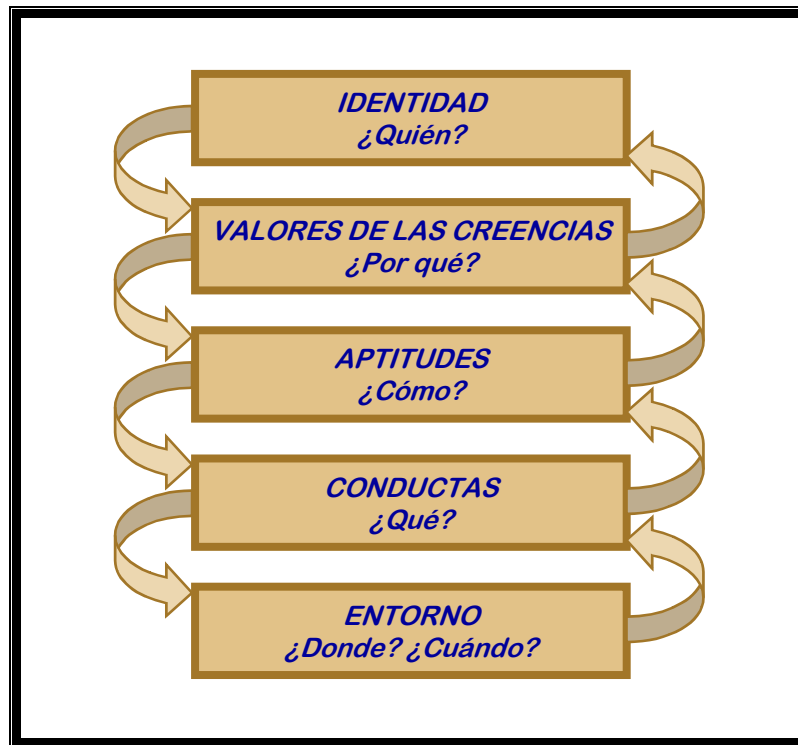 IDENTIDAD
¿Quién?
VALORES DE LAS CREENCIAS
¿Por qué?
APTITUDES
¿Cómo?
CONDUCTAS
¿Qué?
ENTORNO
¿Donde? ¿Cuándo?